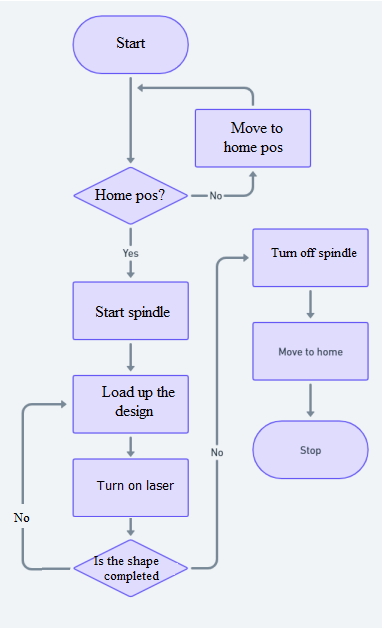 Start
Move to
home pos
Home pos?
No
Yes
Start spindle
Load up the
design
Turn on laser
Is the shape
completed
No
No
Turn off spindle
Move to home
Stop